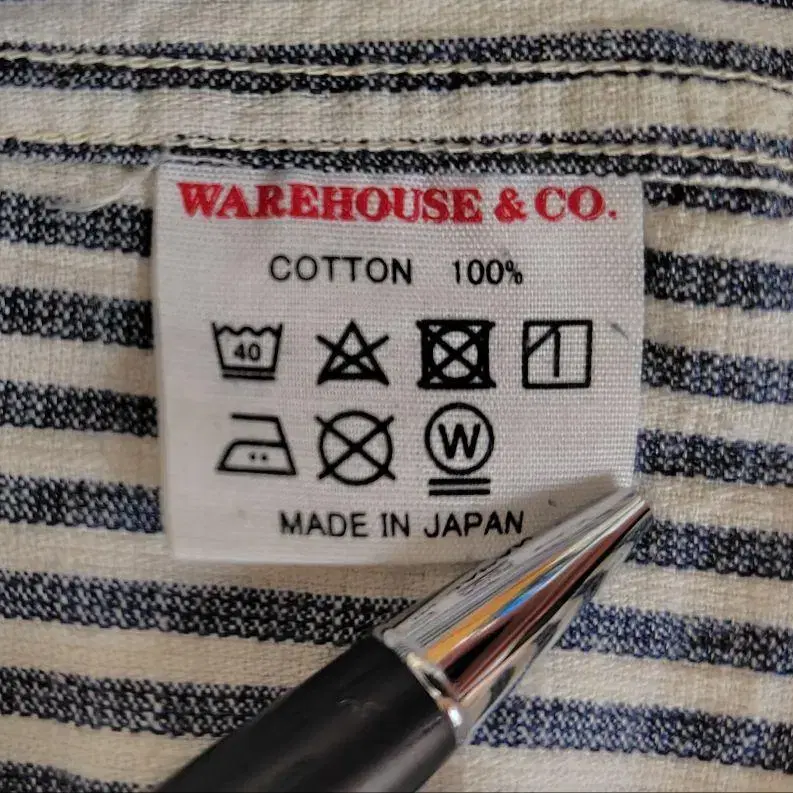 WAREHOUSE & CO.
COTTON 100%
40
W
MADE IN JAPAN